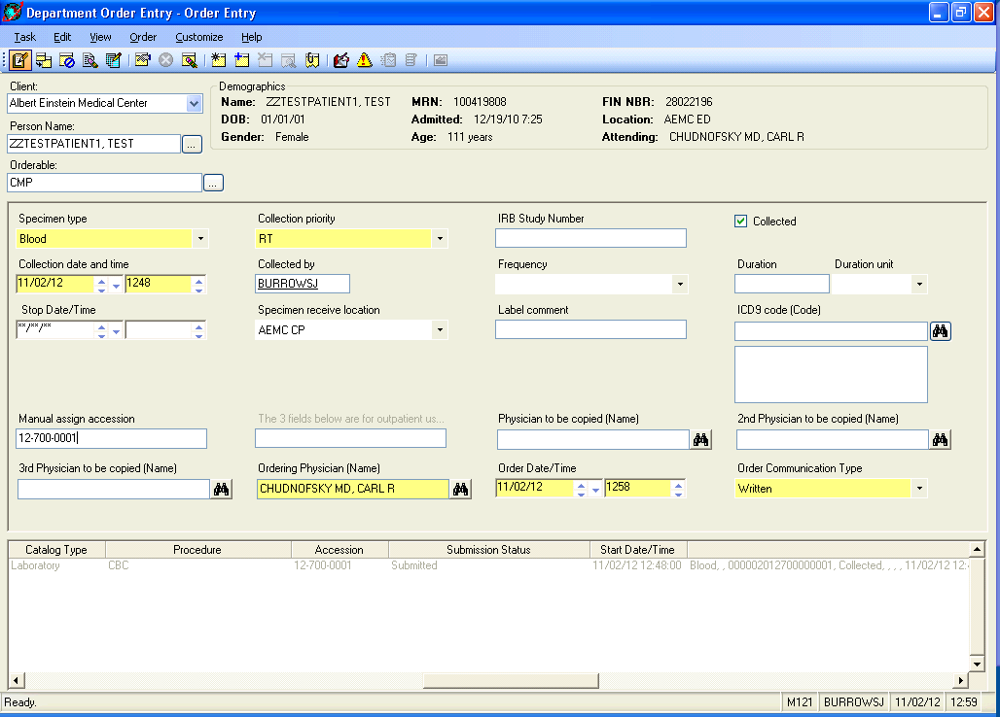 Department Order Entry - Order Entry
Task Edit View Order Customize Help
Client:
Albert Einstein Medical Center
Person Name:
ZZTESTPATIENT1, TEST
...
Orderable:
CMP
...
Demographics
Name: ZZTESTPATIENT1, TEST MRN: 100419808 FIN NBR: 28022196
DOB: 01/01/01 Admitted: 12/19/10 7:25 Location: AEMC ED
Gender: Female Age: 111 years Attending: CHUDNOFSKY MD, CARL R
Specimen type Collection priority IRB Study Number Collected
Blood RT
Collection date and time Collected by Frequency Duration Duration unit
11/02/12 1248 BURROWSJ
Stop Date/Time Specimen receive location Label comment ICD9 code (Code)
**/**/** AEMC CP
Manual assign accession The 3 fields below are for outpatient us... Physician to be copied (Name) 2nd Physician to be copied (Name)
12-700-0001
3rd Physician to be copied (Name) Ordering Physician (Name) Order Date/Time Order Communication Type
CHUDNOFSKY MD, CARL R 11/02/12 1258 Written
Catalog Type Procedure Accession Submission Status Start Date/Time
Laboratory CBC 12-700-0001 Submitted 11/02/12 12:48:00 Blood, , 000002012700000001, Collected, , , , 11/02/12 12:4
Ready. M121 BURROWSJ 11/02/12 12:59